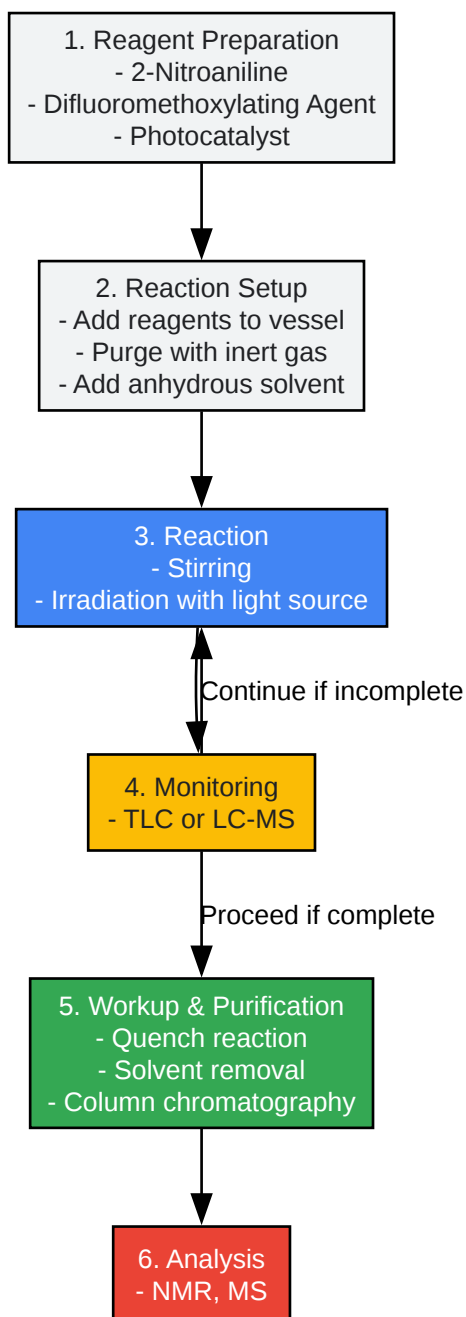 1. Reagent Preparation
- 2-Nitroaniline
- Difluoromethoxylating Agent
- Photocatalyst
2. Reaction Setup
- Add reagents to vessel
- Purge with inert gas
- Add anhydrous solvent
3. Reaction
- Stirring
- Irradiation with light source
Continue if incomplete
4. Monitoring
- TLC or LC-MS
Proceed if complete
5. Workup & Purification
- Quench reaction
- Solvent removal
- Column chromatography
6. Analysis
- NMR, MS